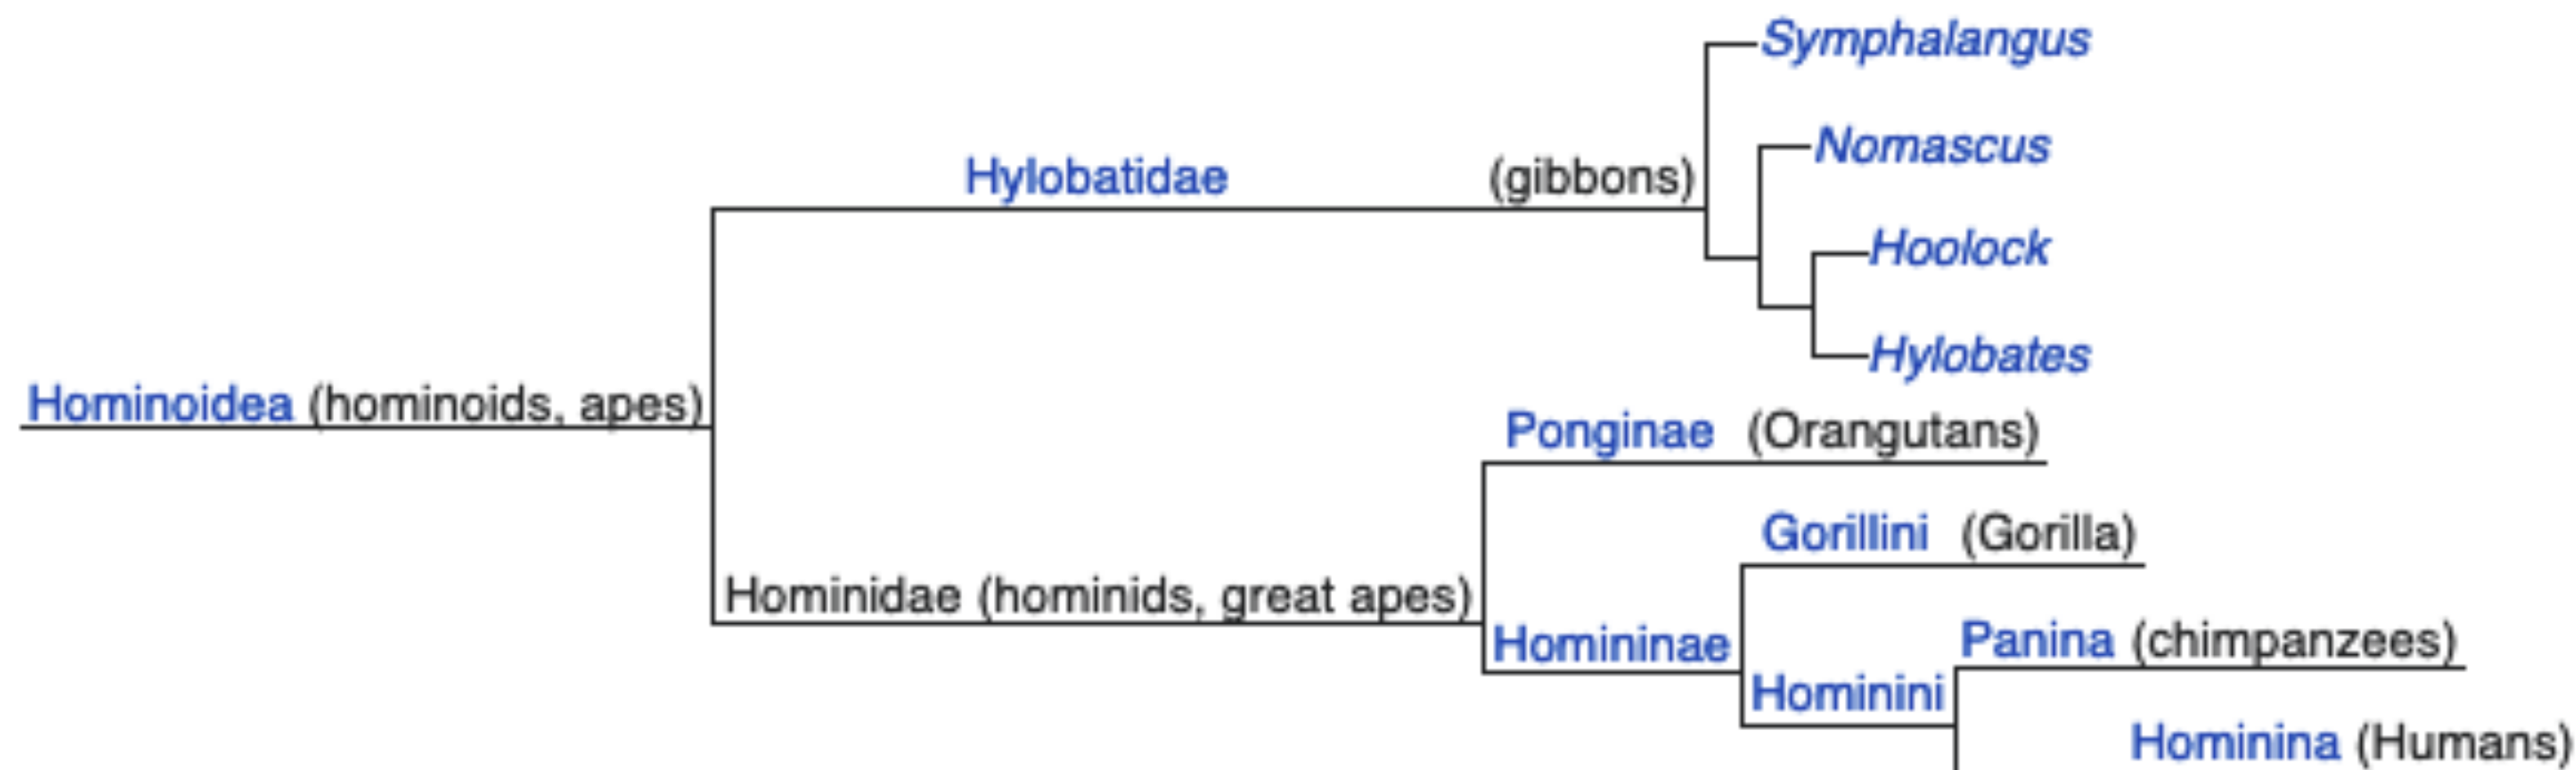 Symphalangus
Nomascus
Hylobatidae (gibbons)
Hoolock
Hylobates
Hominoidea (hominoids, apes)
Ponginae (Orangutans)
Gorillini (Gorilla)
Hominidae (hominids, great apes)
Homininae
Panina (chimpanzees)
Hominini
Hominina (Humans)